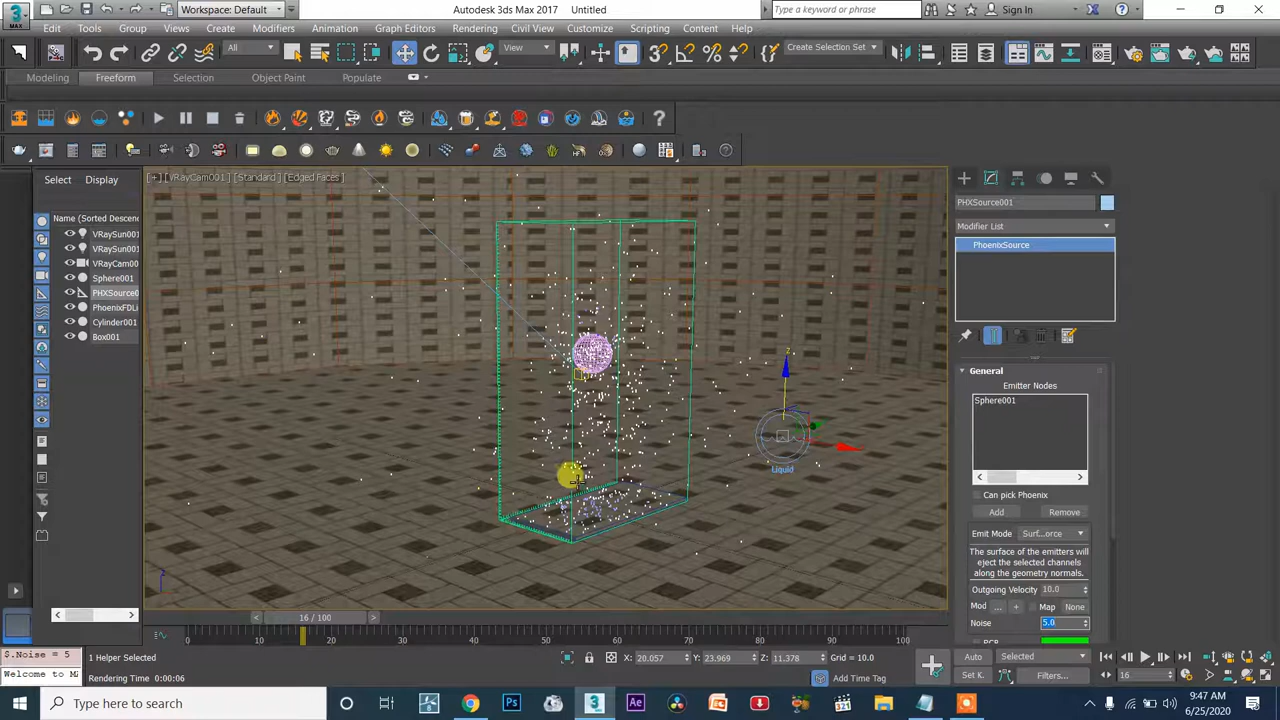 MAX
Workspace: Default
Autodesk 3ds Max 2017 Untitled
Type a keyword or phrase
Sign In
Edit Tools Group Views Create Modifiers Animation Graph Editors Rendering Civil View Customize Scripting Content Help
All
View
Create Selection Set
Modeling Freeform Selection Object Paint Populate
Select Display
[+] [VRayCam001] [Standard] [Edged Faces]
Name (Sorted Descen
VRaySun001
VRaySun001
VRayCam00
Sphere001
PHXSource0
PhoenixFDLi
Cylinder001
Box001
z
Liquid
z
PHXSource001
Modifier List
PhoenixSource
General
Emitter Nodes
Sphere001
Can pick Phoenix
Add Remove
Emit Mode Surf...orce
The surface of the emitters will
eject the selected channels
along the geometry normals.
Outgoing Velocity 10.0
Mod ... + Map None
Noise 5.0
RGB
16 / 100
0 10 20 30 40 50 60 70 80 90 100
$.Noise = 5
Welcome to M
1 Helper Selected
Rendering Time 0:00:06
X: 20.057 Y: 23.969 Z: 11.378 Grid = 10.0
Add Time Tag
Auto Selected
Set K. Filters...
16
Type here to search
9:47 AM
6/25/2020